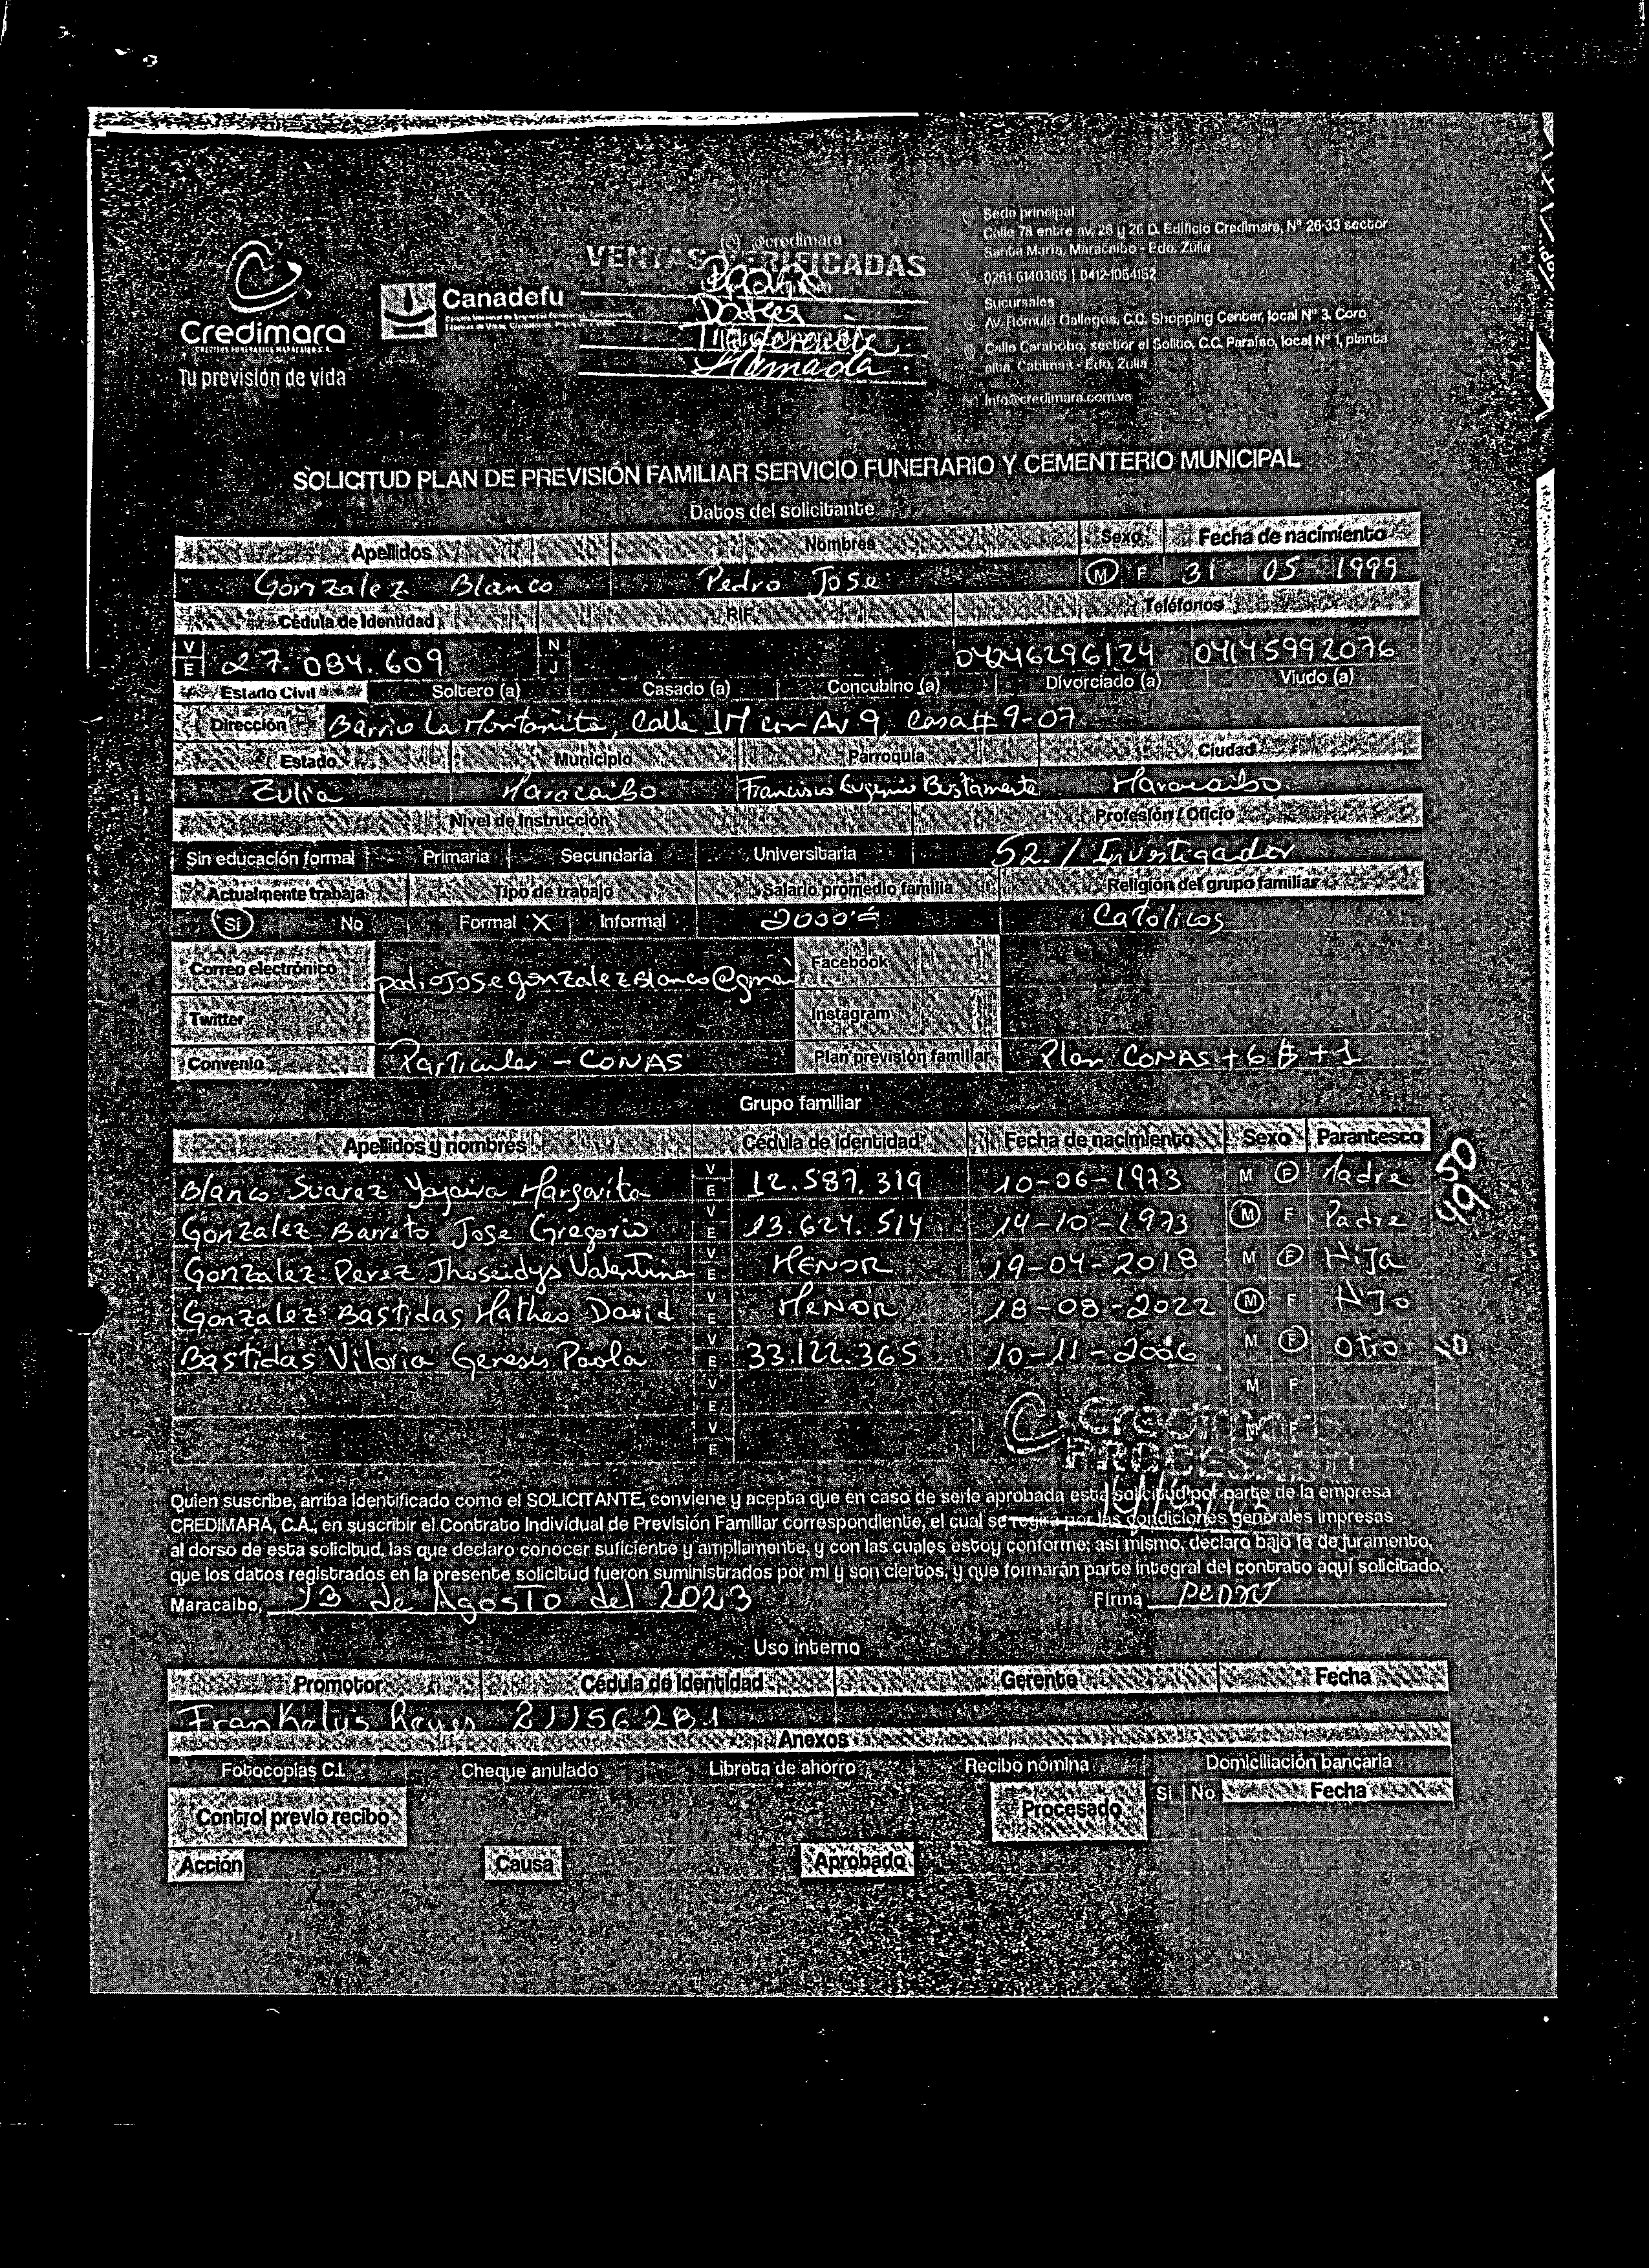 Sede principal
Calle 78 entre av. 26 y 26 D. Edificio Credimara, Nº 26-33 sector
Santa María, Maracaibo - Edo. Zulia
0261-6140365 | 0412-1054152
Sucursales
Av. Rómulo Gallegos, C.C. Shopping Center, local Nº 3. Coro
Calle Carabobo, sector el Solito, C.C. Paraíso, local Nº 1, planta
alta, Cabimas - Edo. Zulia
info@credimara.com.ve
@credimara
VENTAS VERIFICADAS
Datos
Llamada
Credimara
Tu previsión de vida
Canadefu
SOLICITUD PLAN DE PREVISIÓN FAMILIAR SERVICIO FUNERARIO Y CEMENTERIO MUNICIPAL
Datos del solicitante
Apellidos Nombres Sexo Fecha de nacimiento
Gonzalez Blanco Pedro Jose M F 31 - 05 - 1999
Cédula de Identidad RIF Teléfonos
V E 27.084.609 N J 04246296124 04145992076
Estado Civil Soltero (a) Casado (a) Concubino (a) Divorciado (a) Viudo (a)
Dirección Barrio La Montañita, Calle 1M con Av 9, Casa # 9-07
Estado Municipio Parroquia Ciudad
Zulia Maracaibo Francisco Eugenio Bustamante Maracaibo
Nivel de Instrucción Profesión / Oficio
Sin educación formal Primaria Secundaria Universitaria S2. / Investigador
Actualmente trabaja Tipo de trabajo Salario promedio familia Religión del grupo familiar
Sí No Formal X Informal 2000 Catolicos
Correo electrónico pedroJosegonzalezBlanco@gmail Facebook
Twitter Instagram
Convenio Particular - CONAS Plan previsión familiar Plan CONAS + 6 $ + 1
Grupo familiar
Apellidos y nombres Cédula de identidad Fecha de nacimiento Sexo Parantesco
Blanco Suarez Yajaira Margarita V E 12.587.319 10-06-1973 M F Madre 50
Gonzalez Barreto Jose Gregorio V E 13.624.514 14-10-1973 M F Padre 49
Gonzalez Perez Jhoseidys Valentina V E MENOR 19-04-2018 M F Hija
Gonzalez Bastidas Matheo David V E MENOR 18-08-2022 M F Hijo
Bastidas Viloria Genesis Paola V E 33.122.365 10-11-2006 M F Otro 10
V E M F
V E M F
Credimara
PROCESADO
Quien suscribe, arriba identificado como el SOLICITANTE, conviene y acepta que en caso de serle aprobada esta solicitud por parte de la empresa
CREDIMARA, C.A., en suscribir el Contrato Individual de Previsión Familiar correspondiente, el cual se regirá por las condiciones generales impresas
al dorso de esta solicitud, las que declaro conocer suficiente y ampliamente, y con las cuales estoy conforme; así mismo, declaro bajo fe de juramento,
que los datos registrados en la presente solicitud fueron suministrados por mí y son ciertos, y que formarán parte integral del contrato aquí solicitado.
Maracaibo, 23 de Agosto del 2023 Firma Pedro
Uso interno
Promotor Cédula de Identidad Gerente Fecha
Frankelys Reyes 21156281
Anexos
Fotocopias C.I. Cheque anulado Libreta de ahorro Recibo nómina Domiciliación bancaria
Control previo recibo Procesado Si No Fecha
Acción Causa Aprobado